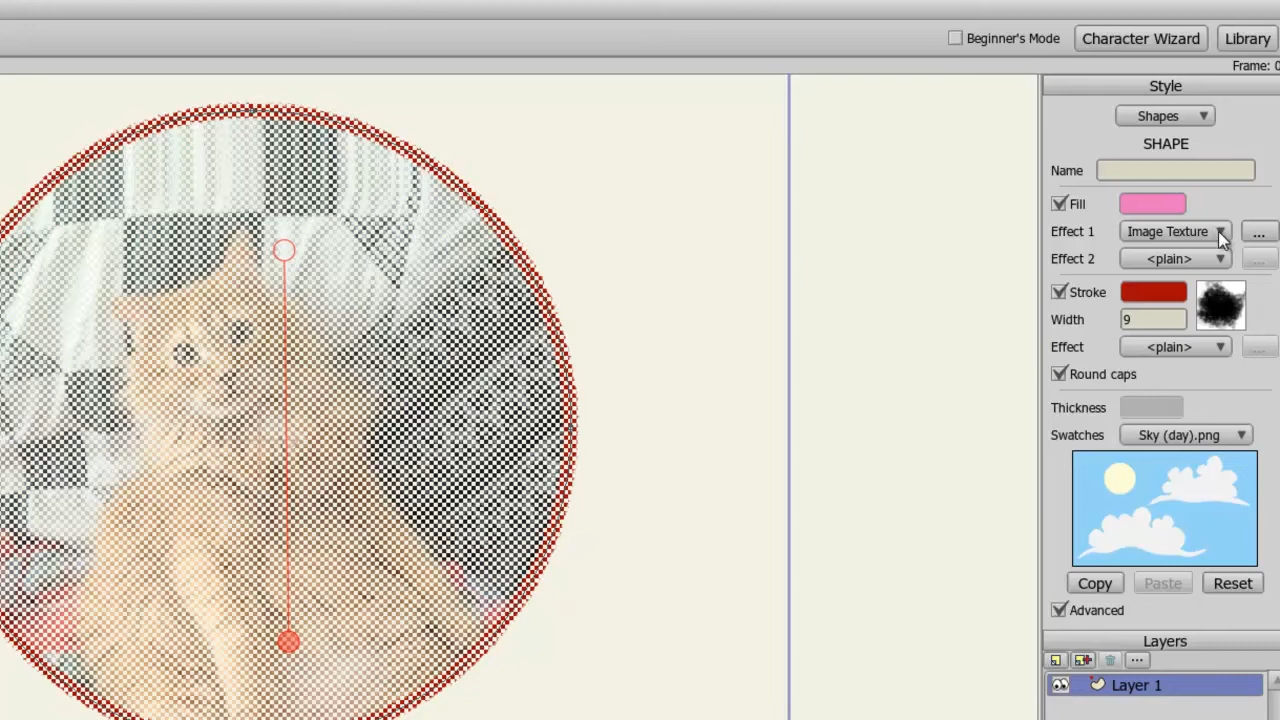 Beginner's Mode
Character Wizard
Library
Frame: 0
Style
Shapes
SHAPE
Name
Fill
Effect 1
Image Texture
...
Effect 2
<plain>
...
Stroke
Width
9
Effect
<plain>
...
Round caps
Thickness
Swatches
Sky (day).png
Copy
Paste
Reset
Advanced
Layers
...
Layer 1